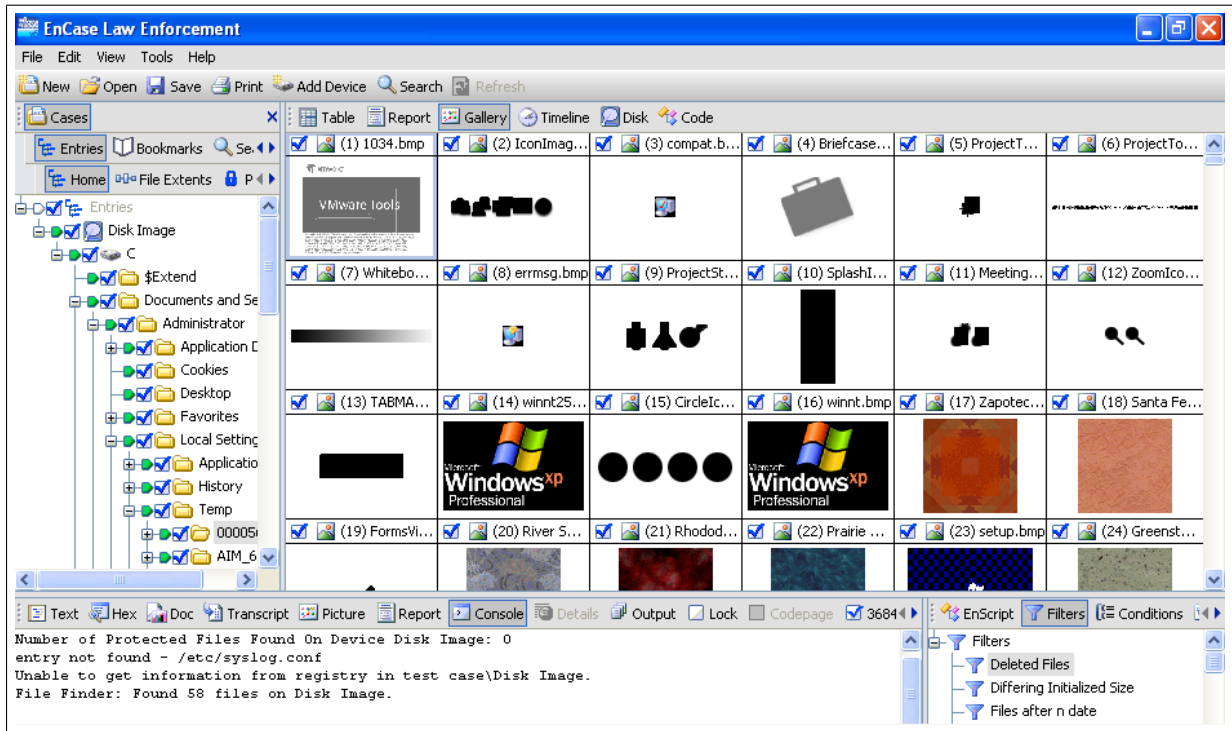 EnCase Law Enforcement
File Edit View Tools Help
New Open Save Print Add Device Search Refresh
Cases
Table Report Gallery Timeline Disk Code
Entries Bookmarks Se.
Home File Extents P
Entries
Disk Image
C
$Extend
Documents and Se
Administrator
Application D
Cookies
Desktop
Favorites
Local Setting
Applicatio
History
Temp
00005
AIM_6
(1) 1034.bmp (2) IconImag... (3) compat.b... (4) Briefcase... (5) ProjectT... (6) ProjectTo...
vmware
VMware Tools
(7) Whitebo... (8) errmsg.bmp (9) ProjectSt... (10) SplashI... (11) Meeting... (12) ZoomIco...
(13) TABMA... (14) winnt25... (15) CircleIc... (16) winnt.bmp (17) Zapotec... (18) Santa Fe...
Microsoft Windows xp Professional
Microsoft Windows xp Professional
(19) FormsVi... (20) River S... (21) Rhodod... (22) Prairie ... (23) setup.bmp (24) Greenst...
Text Hex Doc Transcript Picture Report Console Details Output Lock Codepage 3684
Number of Protected Files Found On Device Disk Image: 0
entry not found - /etc/syslog.conf
Unable to get information from registry in test case\Disk Image.
File Finder: Found 58 files on Disk Image.
EnScript Filters Conditions
Filters
Deleted Files
Differing Initialized Size
Files after n date